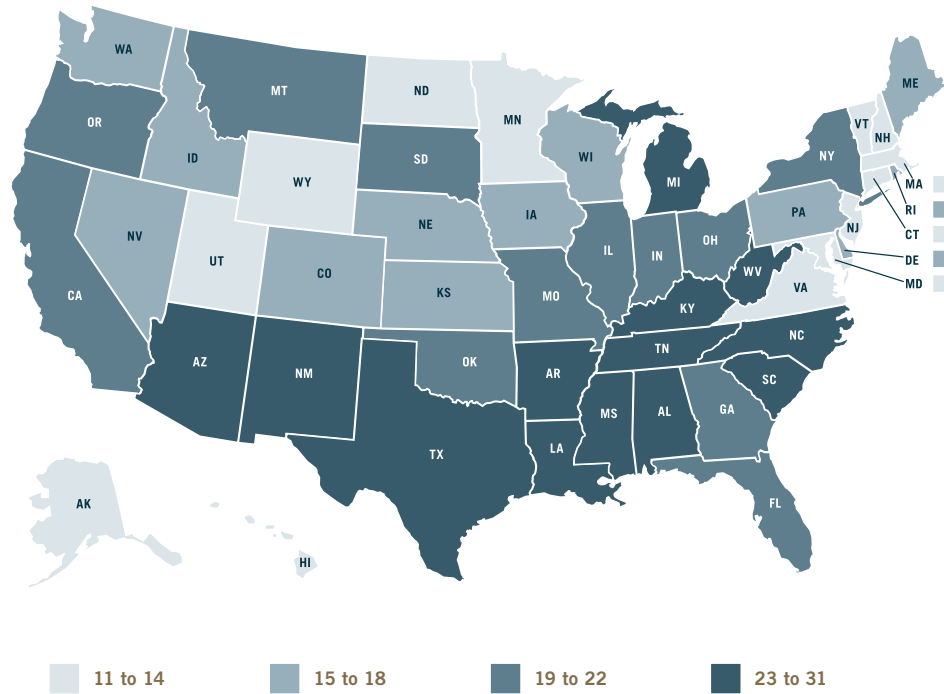 WA
ME
MT
ND
VT
MN
OR
NH
ID
WI
SD
NY
MI
WY
MA
RI
PA
IA
NE
NJ
CT
NV
OH
IL
IN
DE
UT
CO
WV
MD
VA
KS
CA
MO
KY
NC
TN
AZ
OK
NM
AR
SC
MS
AL
GA
LA
TX
AK
FL
HI
11 to 14
15 to 18
19 to 22
23 to 31